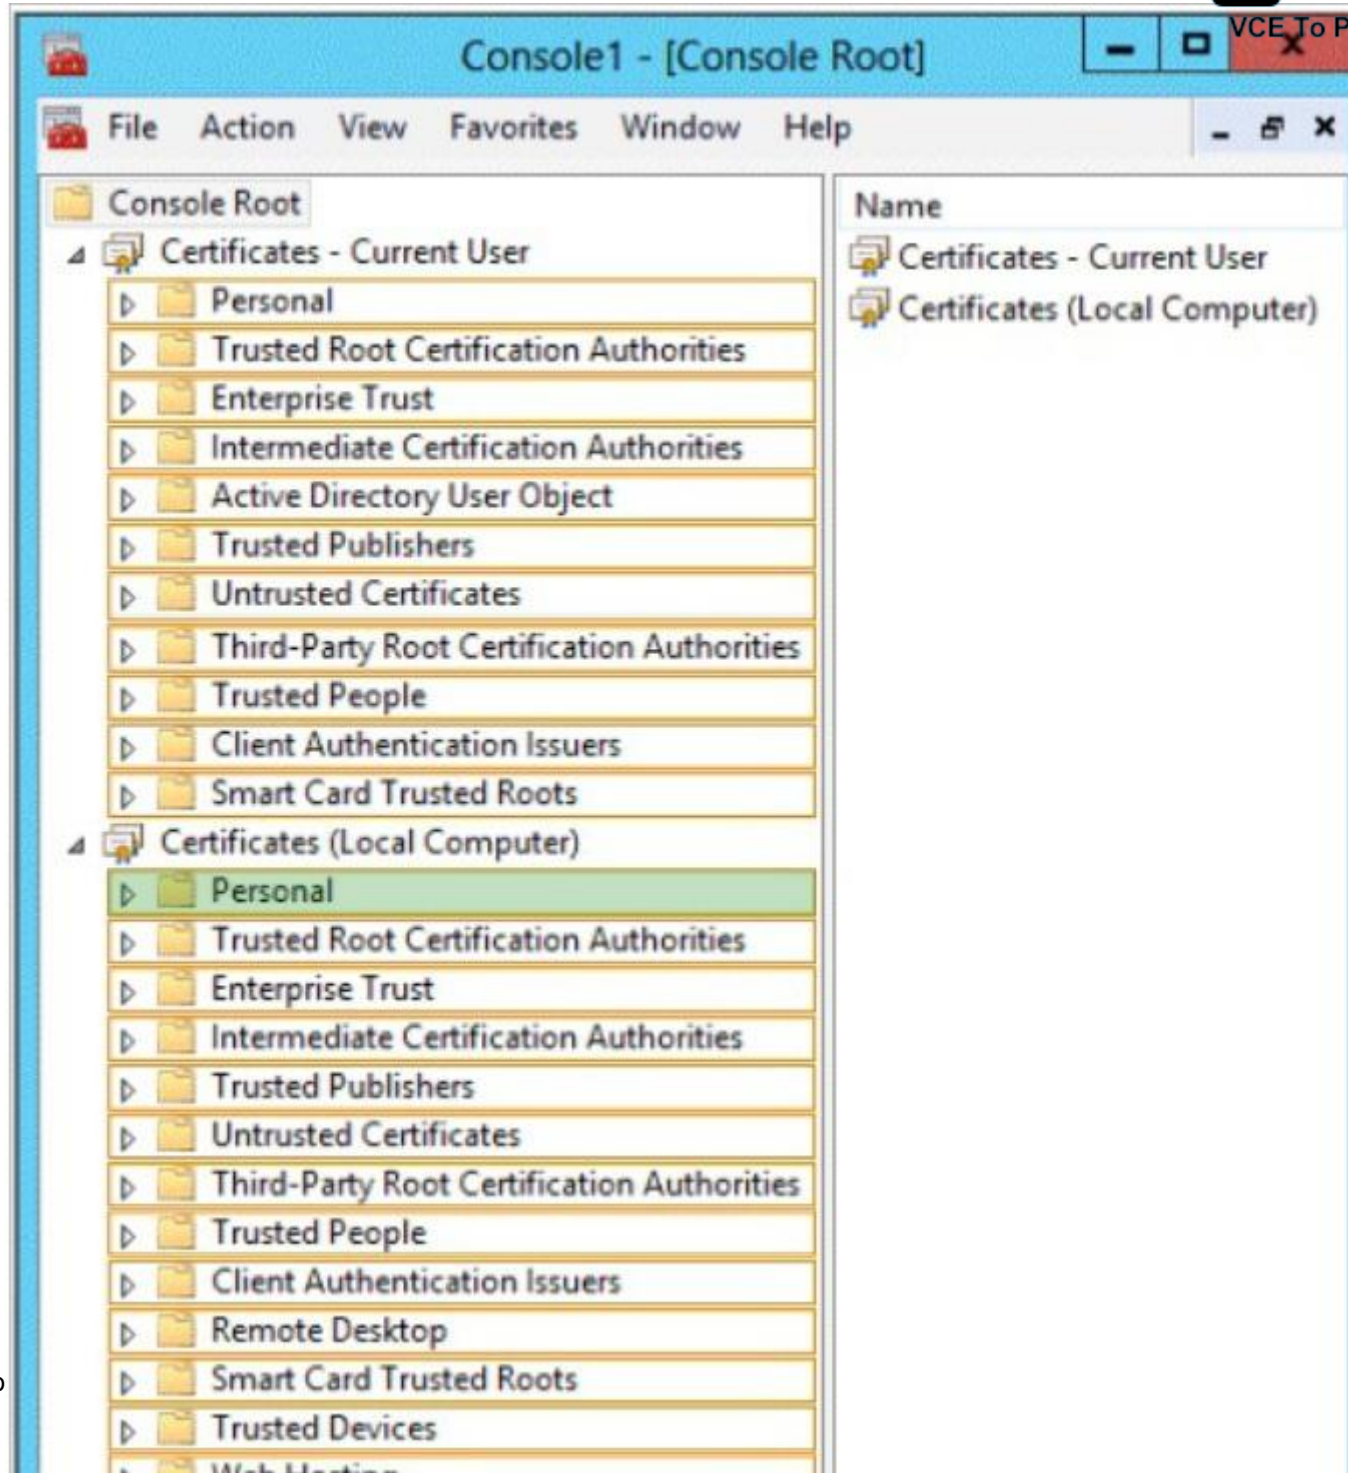 VCE To P
Console1 - [Console Root]
File Action View Favorites Window Help
Console Root
Certificates - Current User
Personal
Trusted Root Certification Authorities
Enterprise Trust
Intermediate Certification Authorities
Active Directory User Object
Trusted Publishers
Untrusted Certificates
Third-Party Root Certification Authorities
Trusted People
Client Authentication Issuers
Smart Card Trusted Roots
Certificates (Local Computer)
Personal
Trusted Root Certification Authorities
Enterprise Trust
Intermediate Certification Authorities
Trusted Publishers
Untrusted Certificates
Third-Party Root Certification Authorities
Trusted People
Client Authentication Issuers
Remote Desktop
Smart Card Trusted Roots
Trusted Devices
Web Hosting
Name
Certificates - Current User
Certificates (Local Computer)